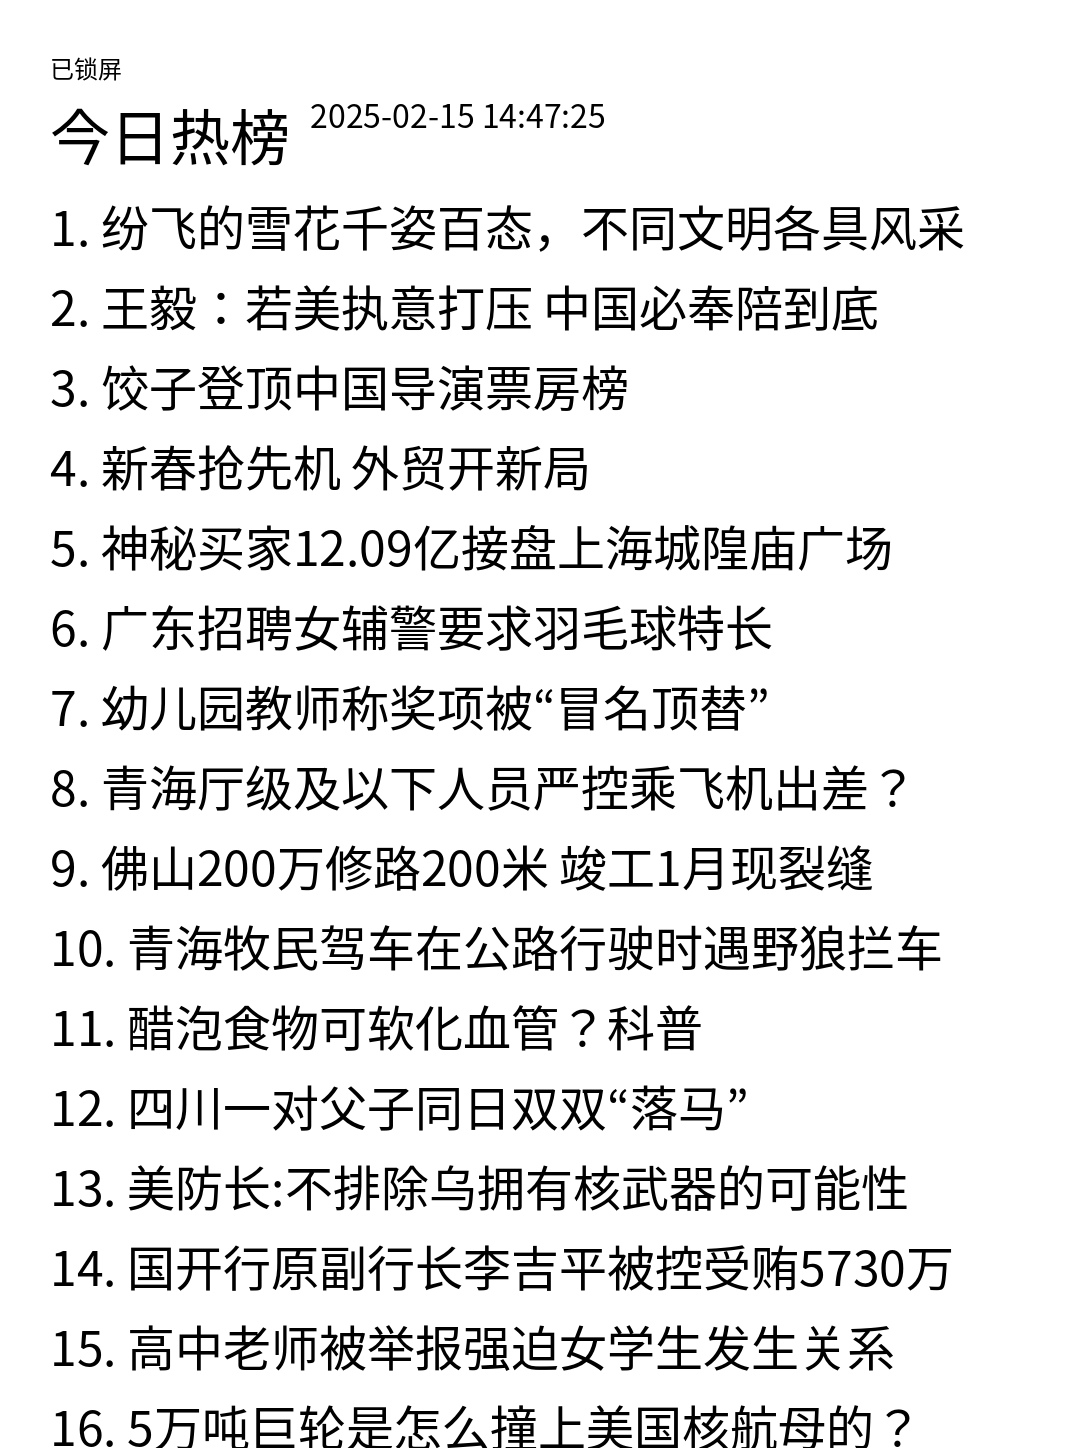 已锁屏
今日热榜 2025-02-15 14:47:25
1. 纷飞的雪花千姿百态，不同文明各具风采
2. 王毅：若美执意打压 中国必奉陪到底
3. 饺子登顶中国导演票房榜
4. 新春抢先机 外贸开新局
5. 神秘买家12.09亿接盘上海城隍庙广场
6. 广东招聘女辅警要求羽毛球特长
7. 幼儿园教师称奖项被“冒名顶替”
8. 青海厅级及以下人员严控乘飞机出差？
9. 佛山200万修路200米 竣工1月现裂缝
10. 青海牧民驾车在公路行驶时遇野狼拦车
11. 醋泡食物可软化血管？科普
12. 四川一对父子同日双双“落马”
13. 美防长:不排除乌拥有核武器的可能性
14. 国开行原副行长李吉平被控受贿5730万
15. 高中老师被举报强迫女学生发生关系
16. 5万吨巨轮是怎么撞上美国核航母的？